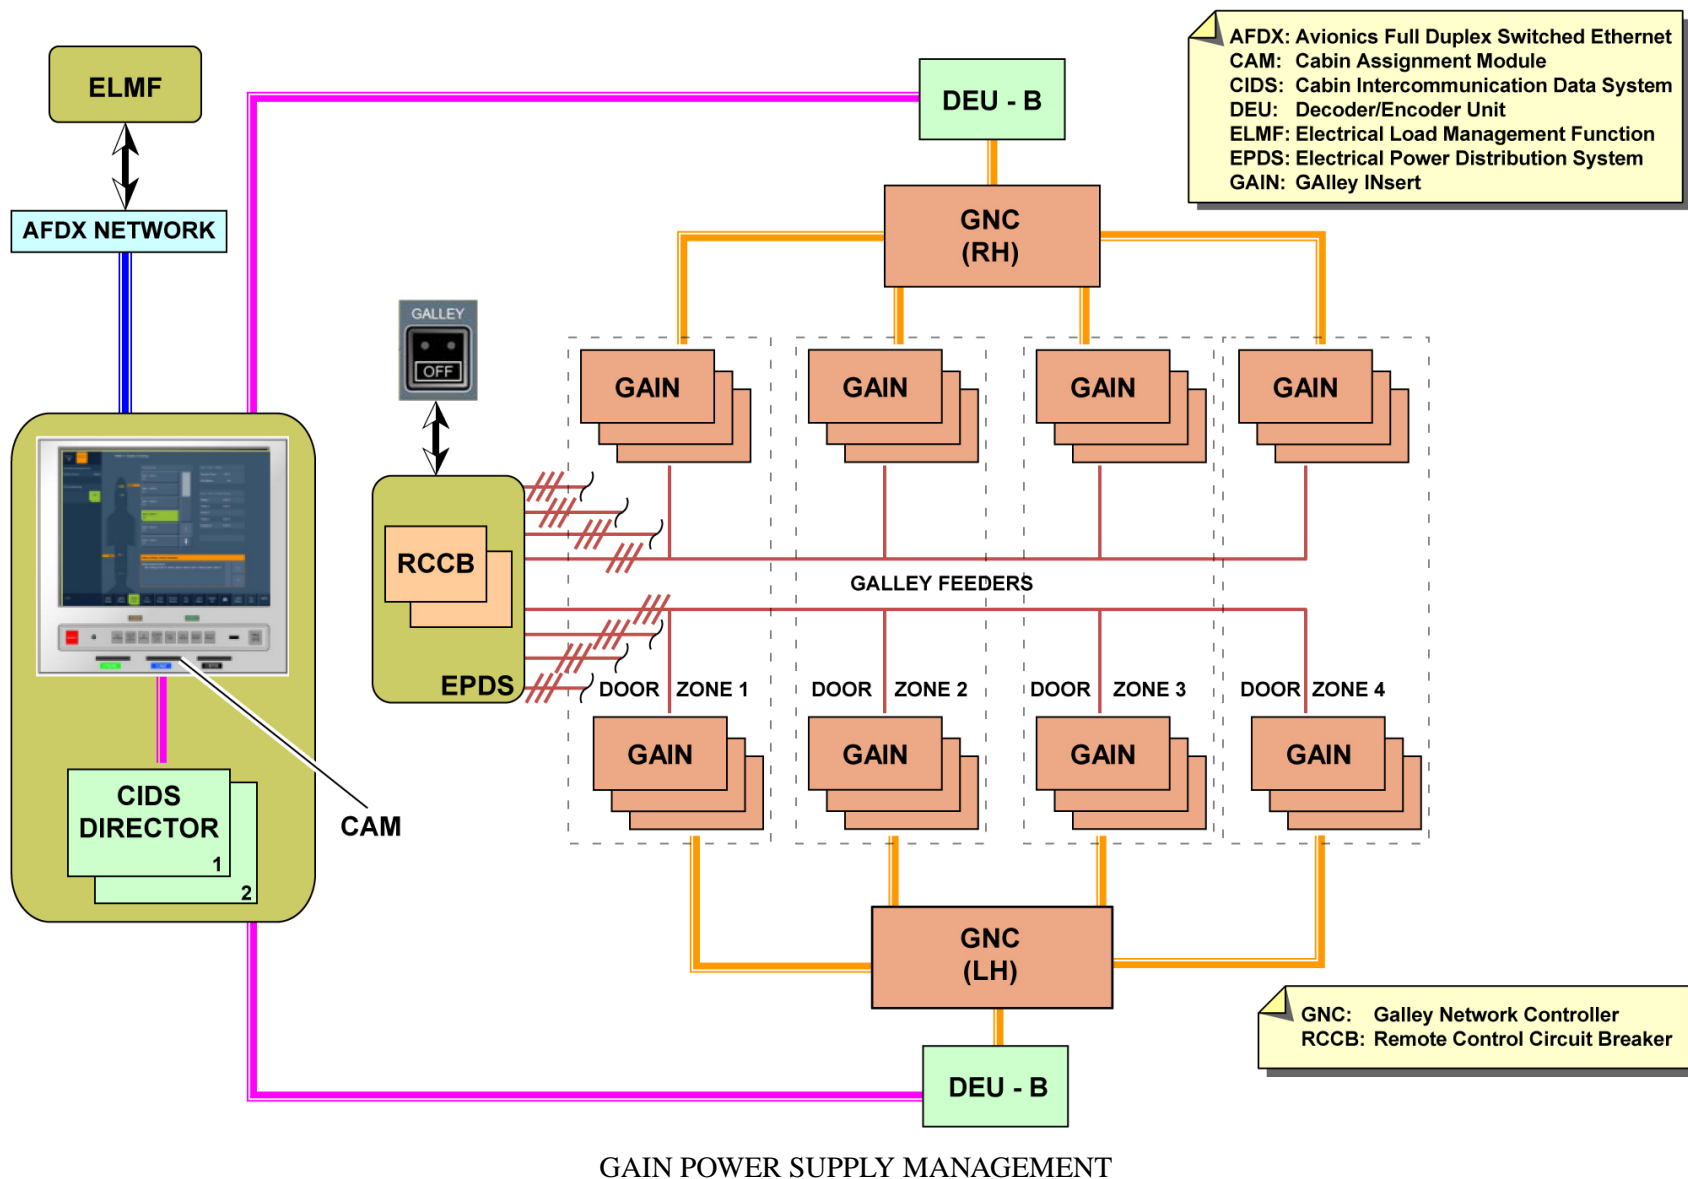 AFDX: Avionics Full Duplex Switched Ethernet
CAM: Cabin Assignment Module
CIDS: Cabin Intercommunication Data System
DEU: Decoder/Encoder Unit
ELMF: Electrical Load Management Function
EPDS: Electrical Power Distribution System
GAIN: GAlley INsert
ELMF
DEU - B
AFDX NETWORK
GNC
(RH)
GALLEY
OFF
GAIN
GAIN
GAIN
GAIN
RCCB
GALLEY FEEDERS
EPDS
DOOR ZONE 1
DOOR ZONE 2
DOOR ZONE 3
DOOR ZONE 4
GAIN
GAIN
GAIN
GAIN
CIDS
DIRECTOR
1
2
CAM
GNC
(LH)
GNC: Galley Network Controller
RCCB: Remote Control Circuit Breaker
DEU - B
GAIN POWER SUPPLY MANAGEMENT